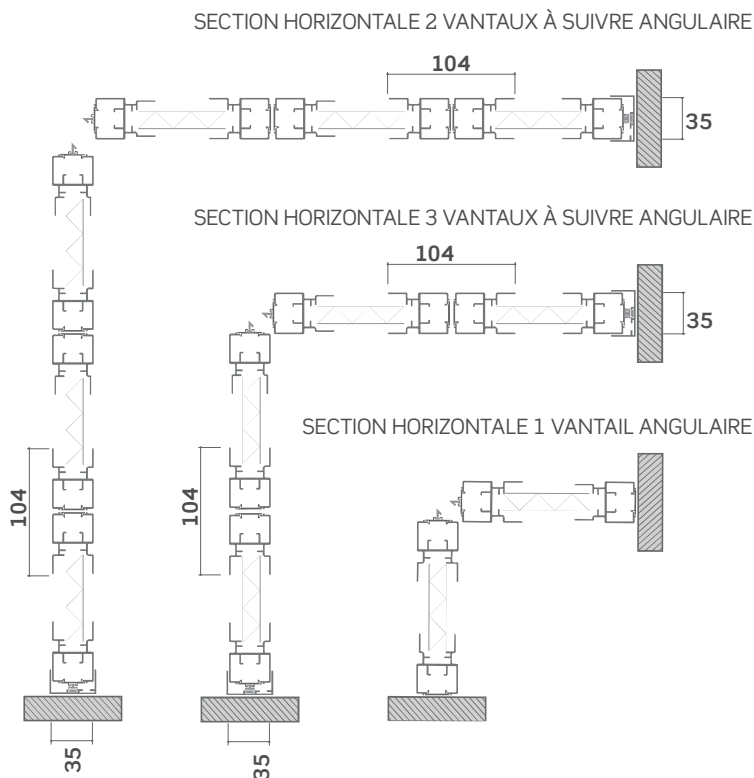 SECTION HORIZONTALE 2 VANTAUX À SUIVRE ANGULAIRE
104
35
SECTION HORIZONTALE 3 VANTAUX À SUIVRE ANGULAIRE
104
35
SECTION HORIZONTALE 1 VANTAIL ANGULAIRE
104
104
35
35